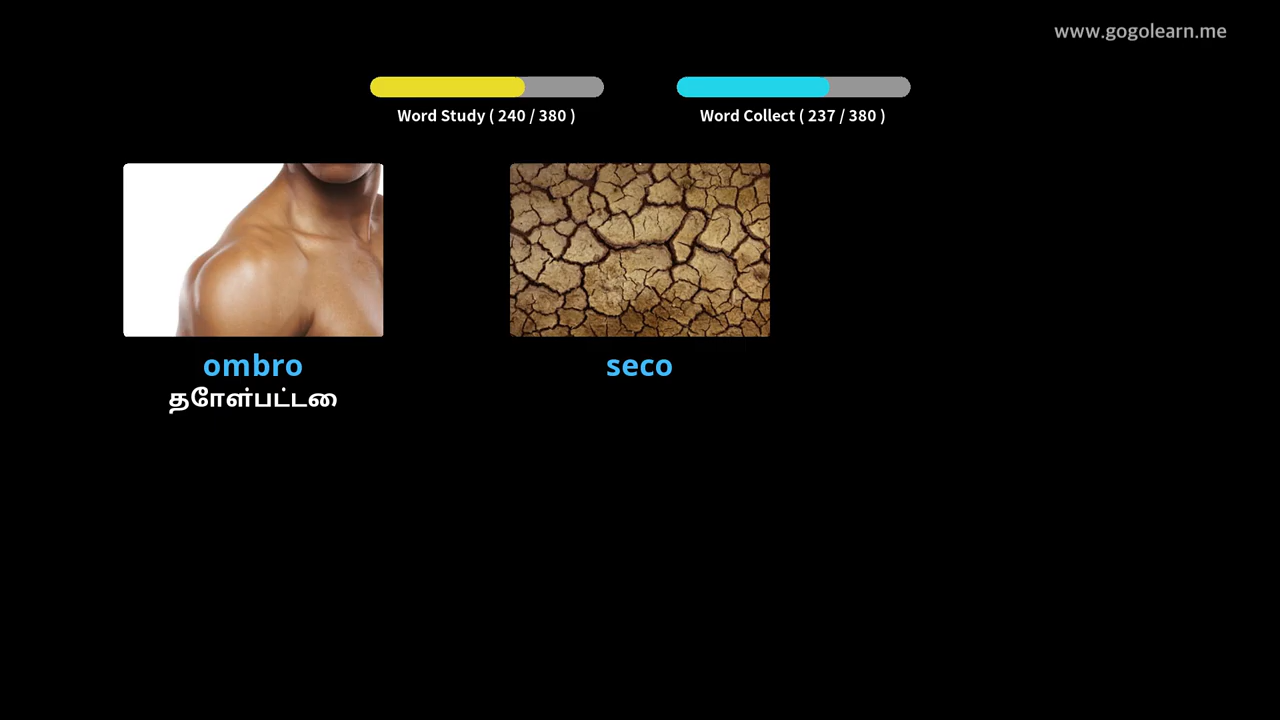 www.gogolearn.me
Word Study ( 240 / 380 )
Word Collect ( 237 / 380 )
ombro
seco
தோள்பட்டை